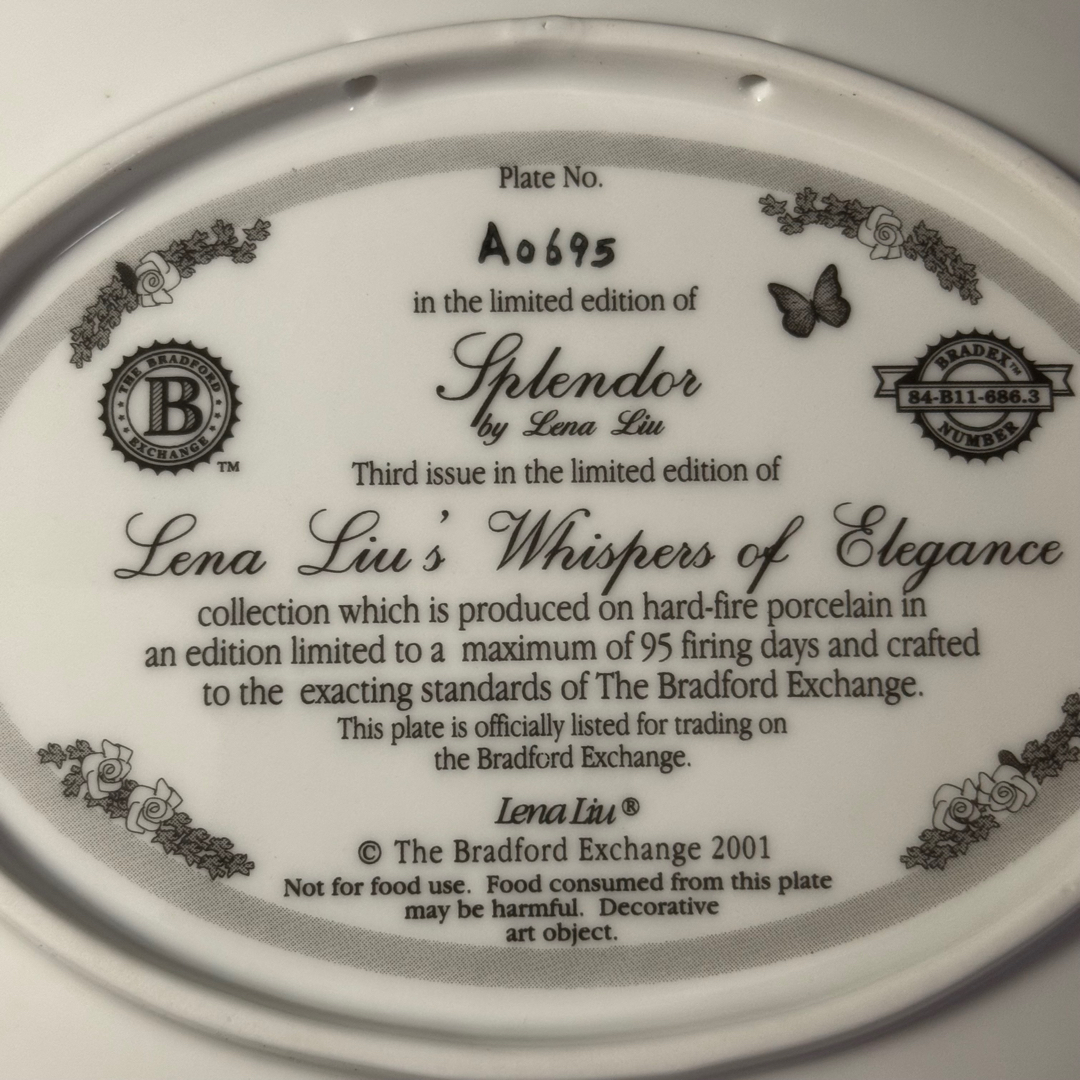 Plate No.
A0695
in the limited edition of
Splendor
by Lena Liu
THE BRADFORD
B
EXCHANGE
TM
BRADEX™
84-B11-686.3
NUMBER
Third issue in the limited edition of
Lena Liu's Whispers of Elegance
collection which is produced on hard-fire porcelain in
an edition limited to a maximum of 95 firing days and crafted
to the exacting standards of The Bradford Exchange.
This plate is officially listed for trading on
the Bradford Exchange.
Lena Liu®
© The Bradford Exchange 2001
Not for food use. Food consumed from this plate
may be harmful. Decorative
art object.